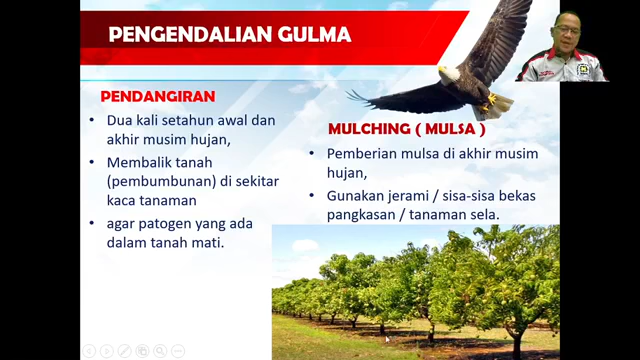 PENGENDALIAN GULMA
PENDANGIRAN
• Dua kali setahun awal dan
akhir musim hujan,
• Membalik tanah
(pembumbunan) di sekitar
kaca tanaman
• agar patogen yang ada
dalam tanah mati.
MULCHING ( MULSA )
• Pemberian mulsa di akhir musim
hujan,
• Gunakan jerami / sisa-sisa bekas
pangkasan / tanaman sela.